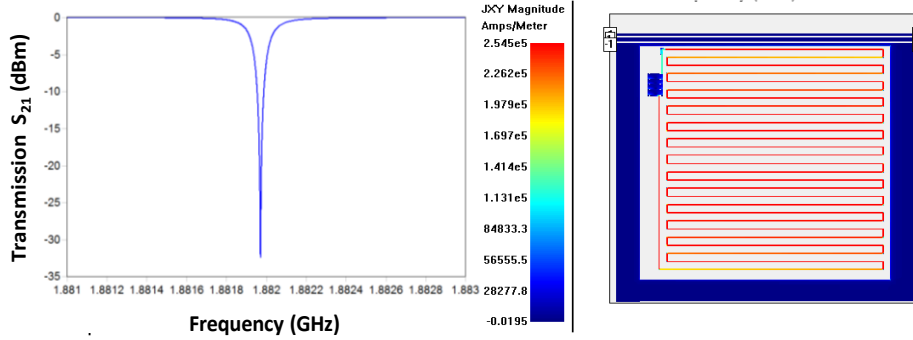 0
-5
-10
-15
-20
-25
-30
-35
Transmission S21 (dBm)
1.881 1.8812 1.8814 1.8816 1.8818 1.882 1.8822 1.8824 1.8826 1.8828 1.883
Frequency (GHz)
JXY Magnitude
Amps/Meter
2.545e5
2.262e5
1.979e5
1.697e5
1.414e5
1.131e5
84833.3
56555.5
28277.8
-0.0195
-1